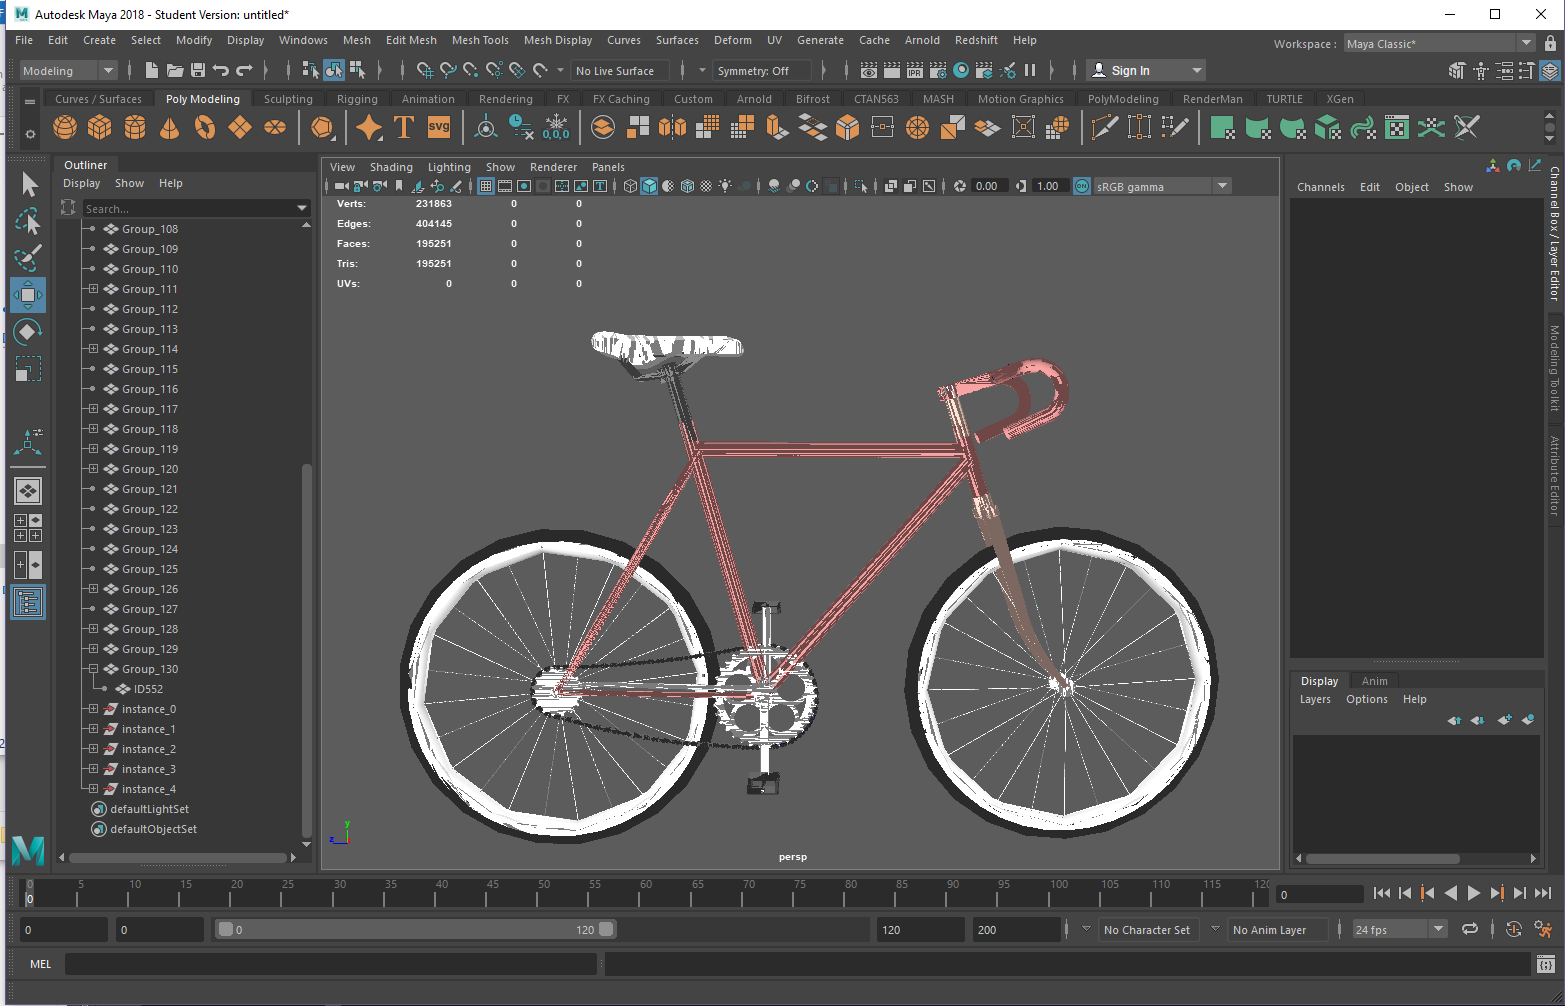 Autodesk Maya 2018 - Student Version: untitled*
File Edit Create Select Modify Display Windows Mesh Edit Mesh Mesh Tools Mesh Display Curves Surfaces Deform UV Generate Cache Arnold Redshift Help
Workspace : Maya Classic*
Modeling No Live Surface Symmetry: Off IPR Sign In
Curves / Surfaces Poly Modeling Sculpting Rigging Animation Rendering FX FX Caching Custom Arnold Bifrost CTAN563 MASH Motion Graphics PolyModeling RenderMan TURTLE XGen
T SVG 0,0,0
Outliner
Display Show Help
Search...
Group_108
Group_109
Group_110
Group_111
Group_112
Group_113
Group_114
Group_115
Group_116
Group_117
Group_118
Group_119
Group_120
Group_121
Group_122
Group_123
Group_124
Group_125
Group_126
Group_127
Group_128
Group_129
Group_130
ID552
instance_0
instance_1
instance_2
instance_3
instance_4
defaultLightSet
defaultObjectSet
View Shading Lighting Show Renderer Panels
0.00 1.00 ON sRGB gamma
Verts: 231863 0 0
Edges: 404145 0 0
Faces: 195251 0 0
Tris: 195251 0 0
UVs: 0 0 0
y
z
persp
Channels Edit Object Show
Channel Box / Layer Editor
Modeling Toolkit
Attribute Editor
Display Anim
Layers Options Help
0 5 10 15 20 25 30 35 40 45 50 55 60 65 70 75 80 85 90 95 100 105 110 115 120
0
0
0 0 0 120 120 200 No Character Set No Anim Layer 24 fps
MEL